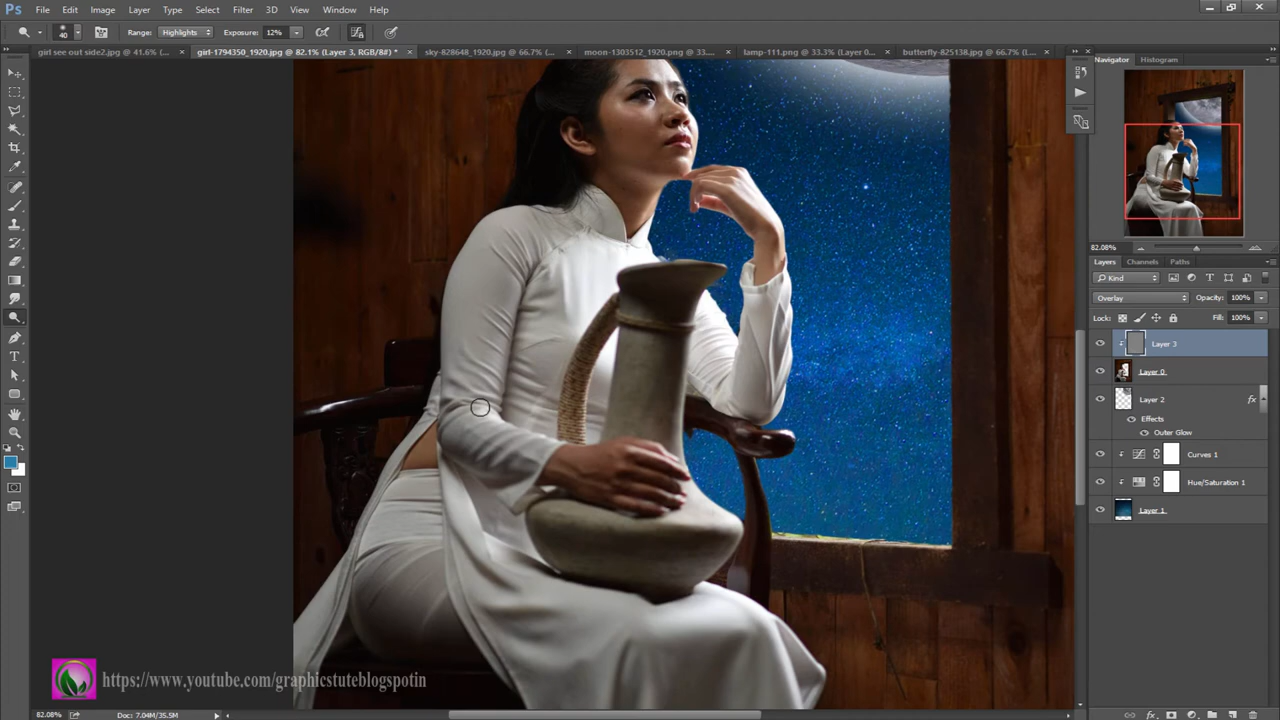 Ps File Edit Image Layer Type Select Filter 3D View Window Help
40 Range: Highlights Exposure: 12%
girl see out side2.jpg @ 41.6% (... × girl-1794350_1920.jpg @ 82.1% (Layer 3, RGB/8#) * × sky-828648_1920.jpg @ 66.7% (... × moon-1303512_1920.png @ 33.... × lamp-111.png @ 33.3% (Layer 0... × butterfly-825138.jpg @ 66.7% (L... ×
Navigator Histogram
82.08%
Layers Channels Paths
Kind
Overlay Opacity: 100%
Lock: Fill: 100%
Layer 3
Layer 0
Layer 2 fx
Effects
Outer Glow
Curves 1
Hue/Saturation 1
Layer 1
https://www.youtube.com/graphicstuteblogspotin
82.08% Doc: 7.04M/35.5M